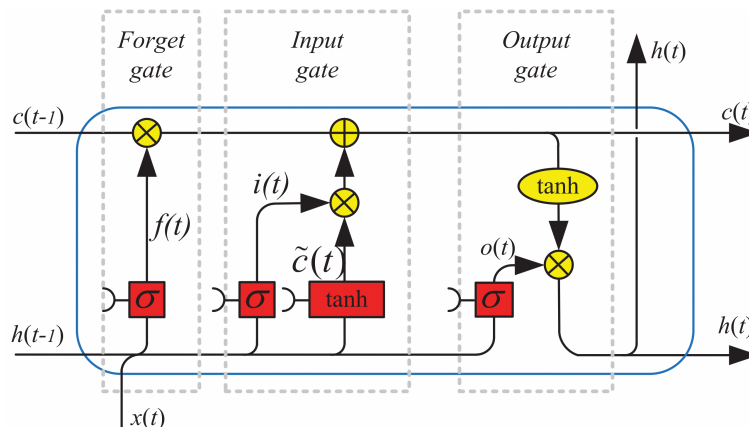 Forget
gate
Input
gate
Output
gate
h(t)
c(t-1)
c(t)
i(t)
tanh
f(t)
c̃(t)
o(t)
σ
σ
tanh
σ
h(t-1)
h(t)
x(t)